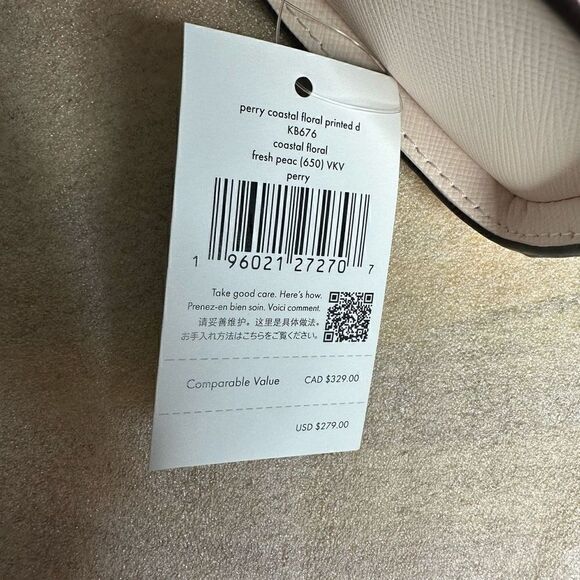 perry coastal floral printed d
KB676
coastal floral
fresh peac (650) VKV
perry
1 96021 27270 7
Take good care. Here's how.
Prenez-en bien soin. Voici comment.
请妥善维护。这里是具体做法。
お手入れ方法はこちらをご覧ください。
Comparable Value CAD $329.00
USD $279.00